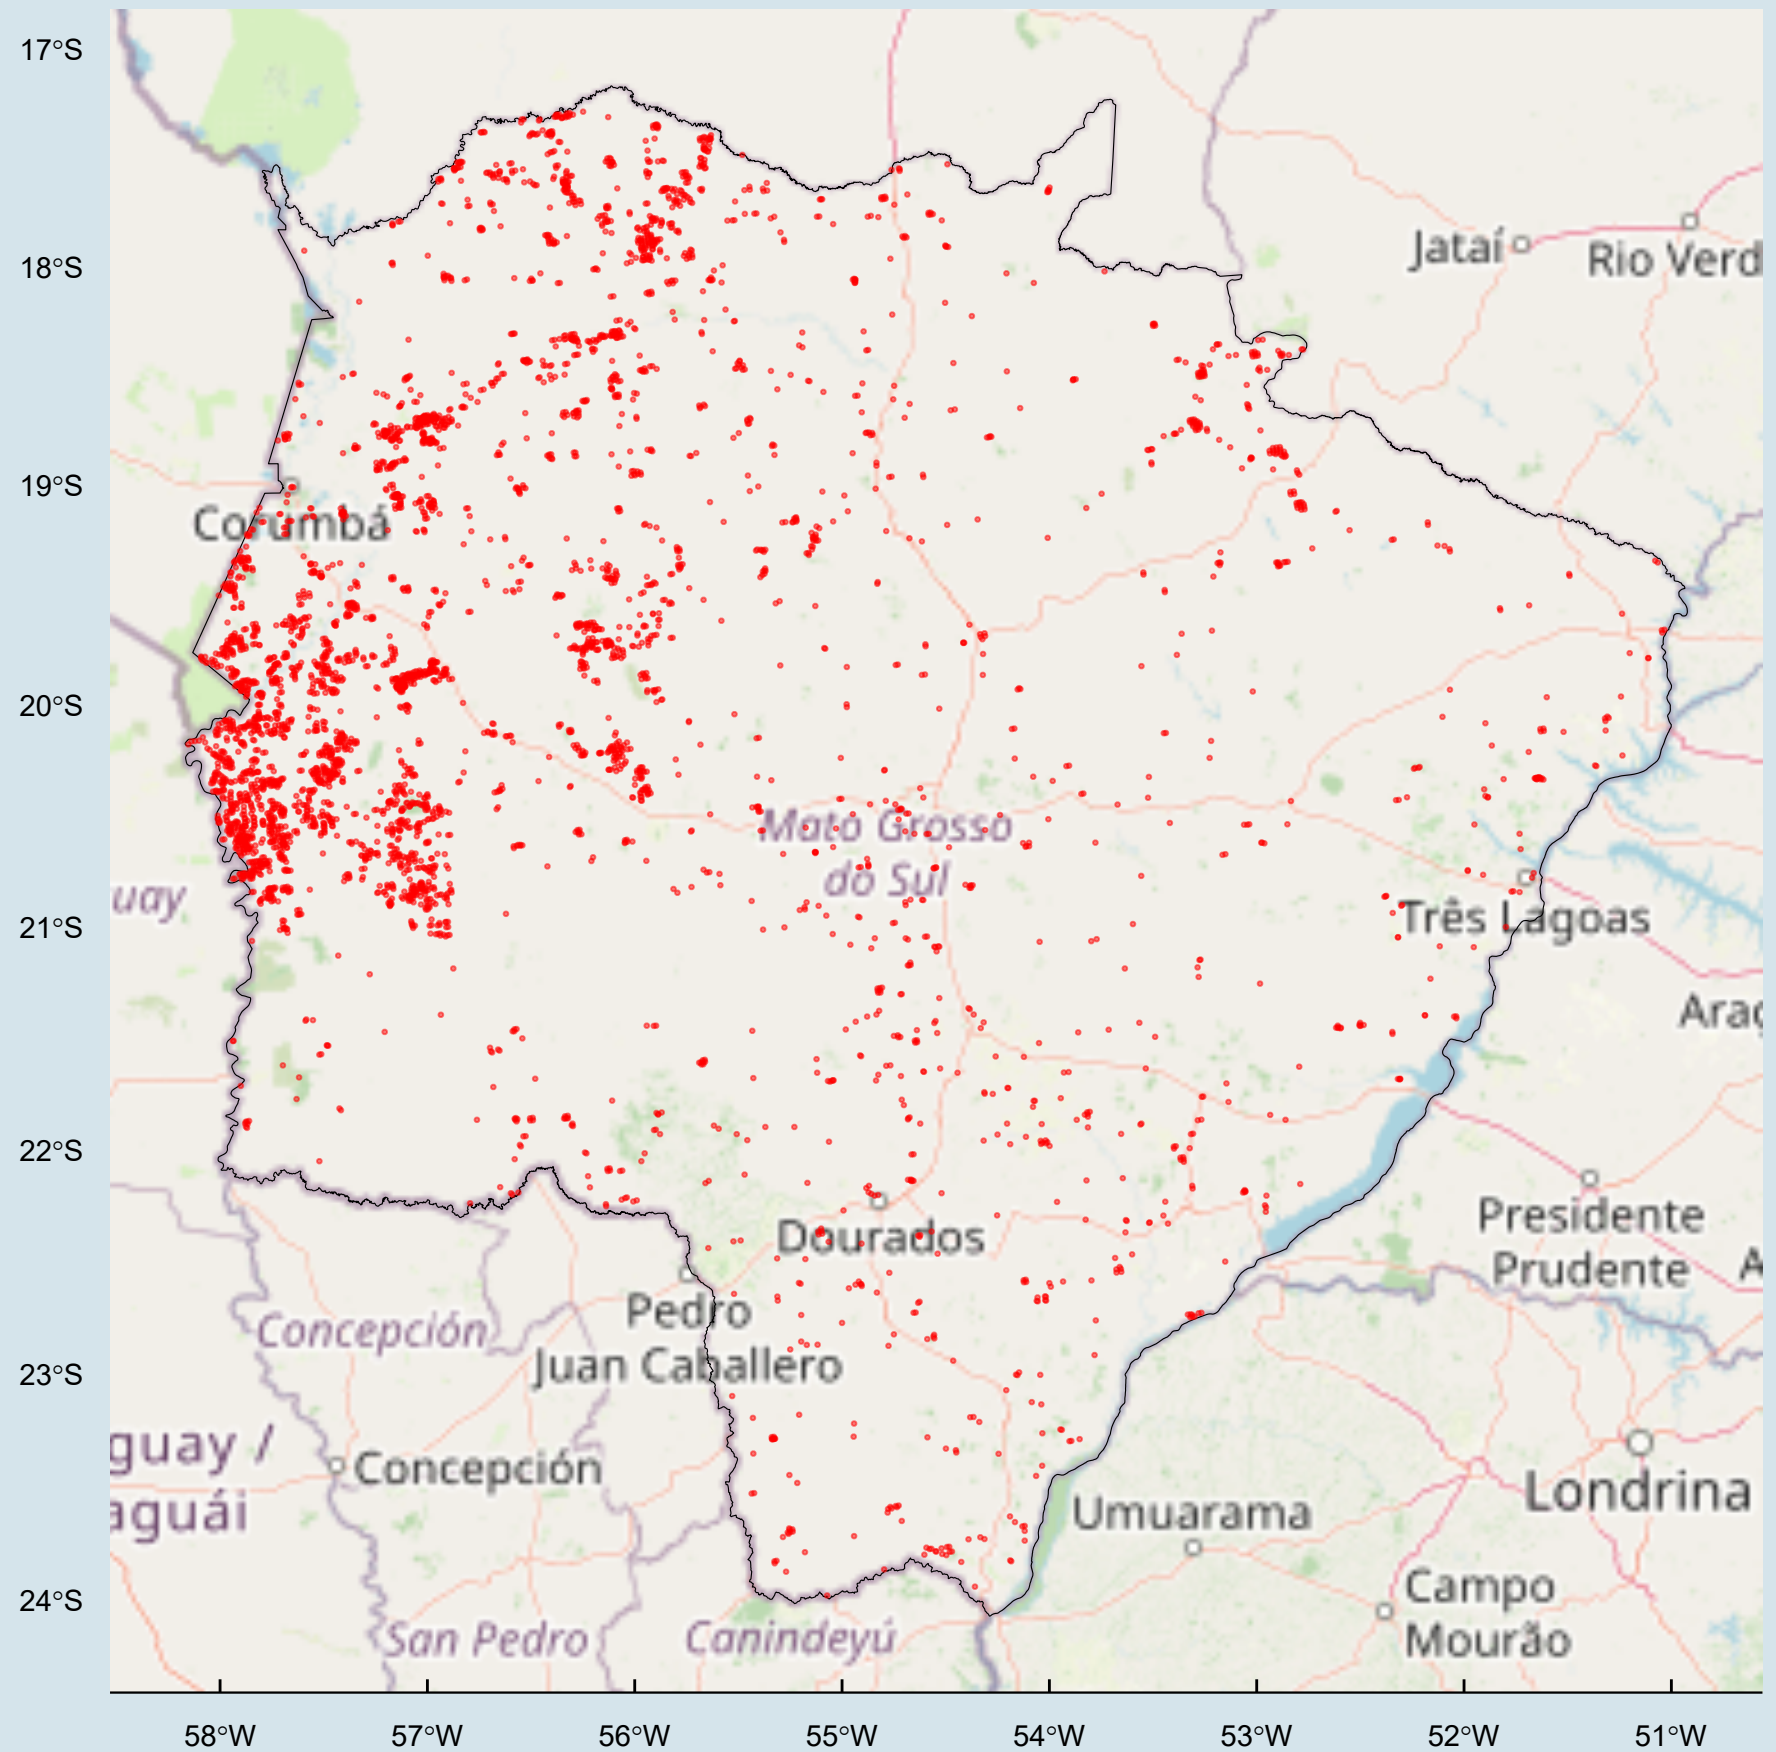 17°S
18°S
19°S
20°S
21°S
22°S
23°S
24°S
Jataí
Rio Verd
Corumbá
Mato Grosso
do Sul
uay
Três Lagoas
Araç
Dourados
Presidente
Prudente
A
Pedro
Juan Caballero
Concepción
guay /
aguái
Concepción
Umuarama
Londrina
Campo
Mourão
San Pedro
Canindeyú
58°W
57°W
56°W
55°W
54°W
53°W
52°W
51°W